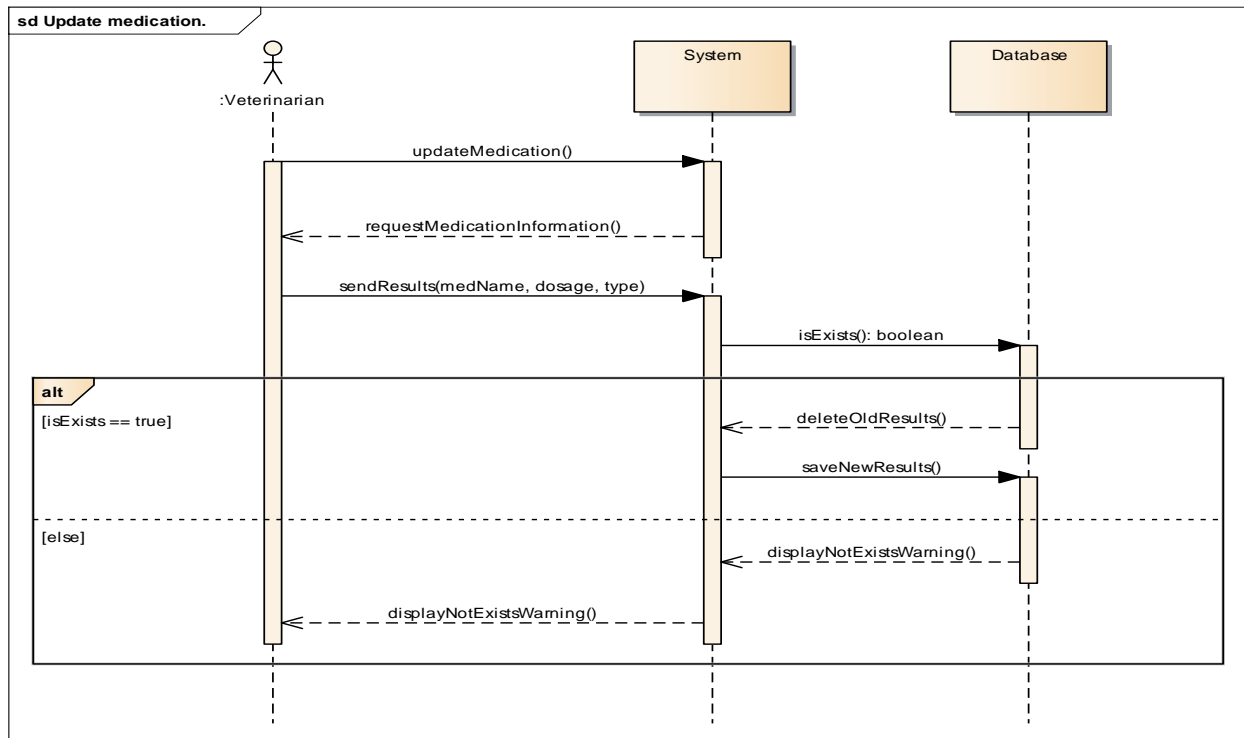 sd Update medication.
:Veterinarian
System
Database
updateMedication()
requestMedicationInformation()
sendResults(medName, dosage, type)
isExists(): boolean
alt
[isExists == true]
deleteOldResults()
saveNewResults()
[else]
displayNotExistsWarning()
displayNotExistsWarning()